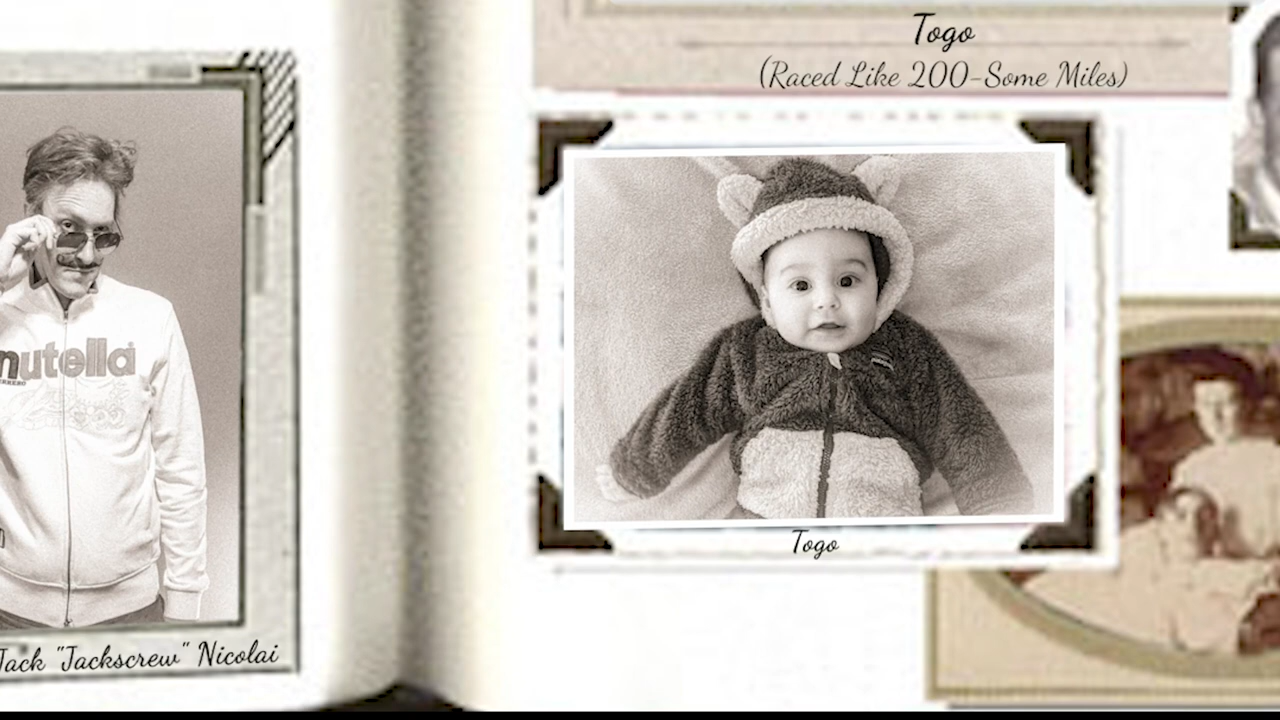 nutella
Jack "Jackscrew" Nicolai
Togo
(Raced Like 200-Some Miles)
Togo